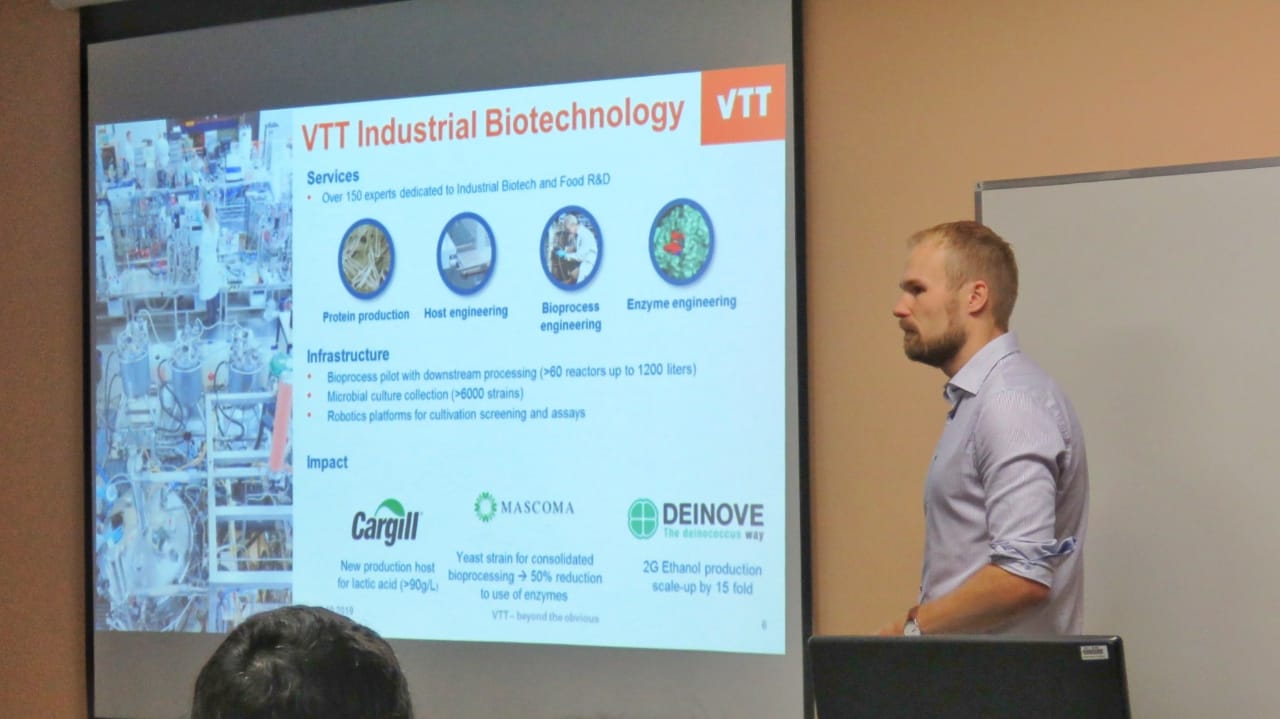 VTT Industrial Biotechnology
VTT
Services
• Over 150 experts dedicated to Industrial Biotech and Food R&D
Protein production
Host engineering
Bioprocess
engineering
Enzyme engineering
Infrastructure
• Bioprocess pilot with downstream processing (>60 reactors up to 1200 liters)
• Microbial culture collection (>6000 strains)
• Robotics platforms for cultivation screening and assays
Impact
Cargill
MASCOMA
DEINOVE
The deinococcus way
New production host
for lactic acid (>90g/L)
Yeast strain for consolidated
bioprocessing → 50% reduction
to use of enzymes
2G Ethanol production
scale-up by 15 fold
2019
VTT – beyond the obvious
6